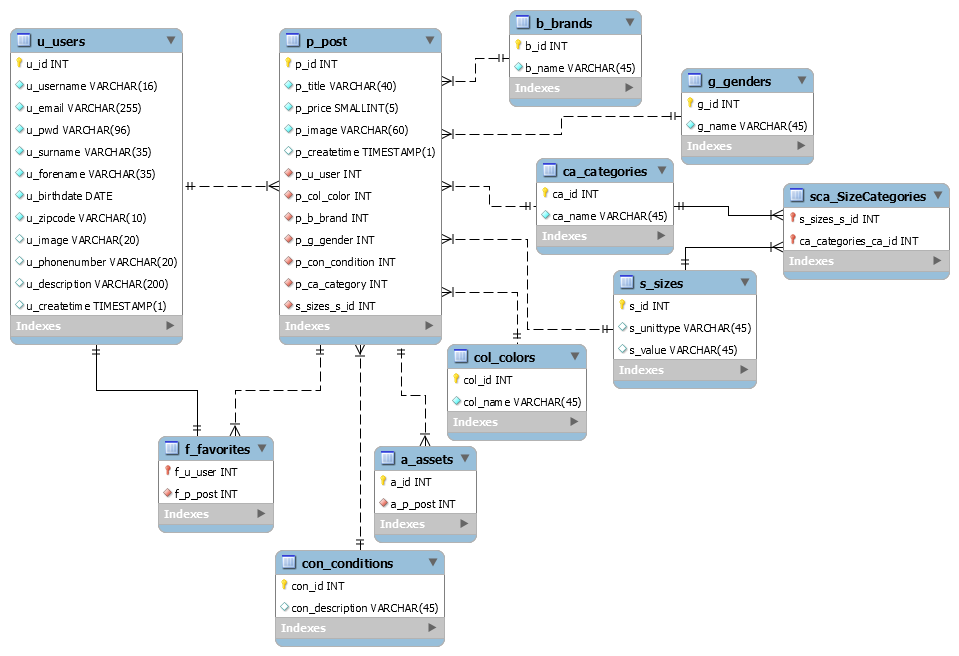 u_users
u_id INT
u_username VARCHAR(16)
u_email VARCHAR(255)
u_pwd VARCHAR(96)
u_surname VARCHAR(35)
u_forename VARCHAR(35)
u_birthdate DATE
u_zipcode VARCHAR(10)
u_image VARCHAR(20)
u_phonenumber VARCHAR(20)
u_description VARCHAR(200)
u_createtime TIMESTAMP(1)
Indexes
p_post
p_id INT
p_title VARCHAR(40)
p_price SMALLINT(5)
p_image VARCHAR(60)
p_createtime TIMESTAMP(1)
p_u_user INT
p_col_color INT
p_b_brand INT
p_g_gender INT
p_con_condition INT
p_ca_category INT
s_sizes_s_id INT
Indexes
b_brands
b_id INT
b_name VARCHAR(45)
Indexes
g_genders
g_id INT
g_name VARCHAR(45)
Indexes
ca_categories
ca_id INT
ca_name VARCHAR(45)
Indexes
sca_SizeCategories
s_sizes_s_id INT
ca_categories_ca_id INT
Indexes
s_sizes
s_id INT
s_unittype VARCHAR(45)
s_value VARCHAR(45)
Indexes
col_colors
col_id INT
col_name VARCHAR(45)
Indexes
f_favorites
f_u_user INT
f_p_post INT
Indexes
a_assets
a_id INT
a_p_post INT
Indexes
con_conditions
con_id INT
con_description VARCHAR(45)
Indexes